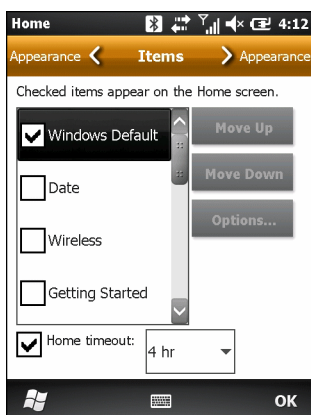 Home 4:12
Appearance Items Appearance
Checked items appear on the Home screen.
Windows Default
Date
Wireless
Getting Started
Move Up
Move Down
Options...
Home timeout: 4 hr
OK